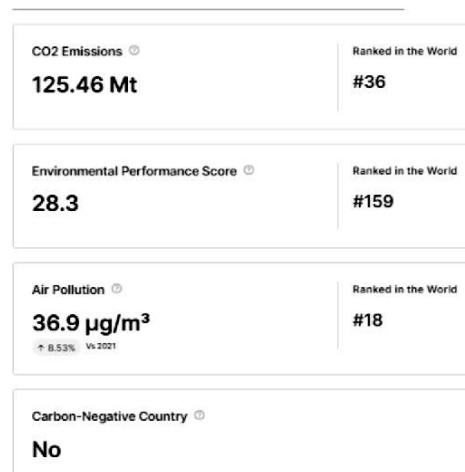 CO2 Emissions
Ranked in the World
125.46 Mt
#36
Environmental Performance Score
Ranked in the World
28.3
#159
Air Pollution
Ranked in the World
36.9 µg/m³
#18
↑ 8.53% Vs 2021
Carbon-Negative Country
No